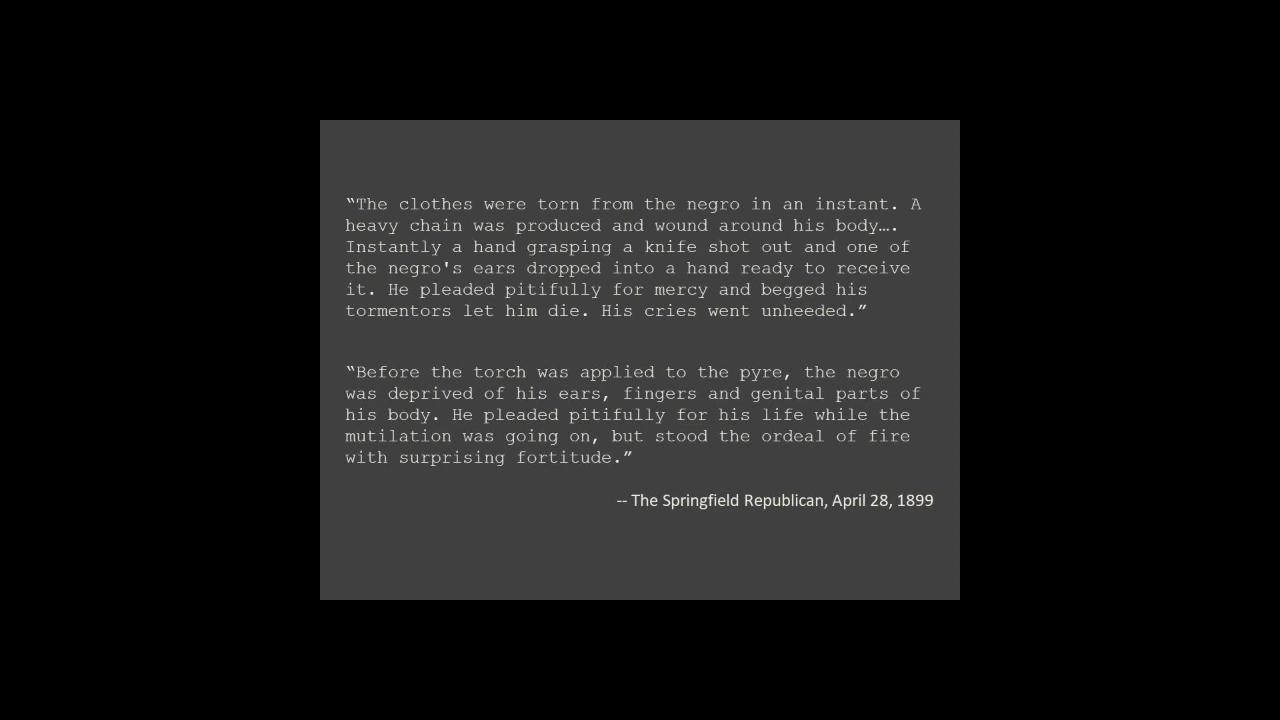 “The clothes were torn from the negro in an instant. A
heavy chain was produced and wound around his body….
Instantly a hand grasping a knife shot out and one of
the negro's ears dropped into a hand ready to receive
it. He pleaded pitifully for mercy and begged his
tormentors let him die. His cries went unheeded.”
“Before the torch was applied to the pyre, the negro
was deprived of his ears, fingers and genital parts of
his body. He pleaded pitifully for his life while the
mutilation was going on, but stood the ordeal of fire
with surprising fortitude.”
-- The Springfield Republican, April 28, 1899